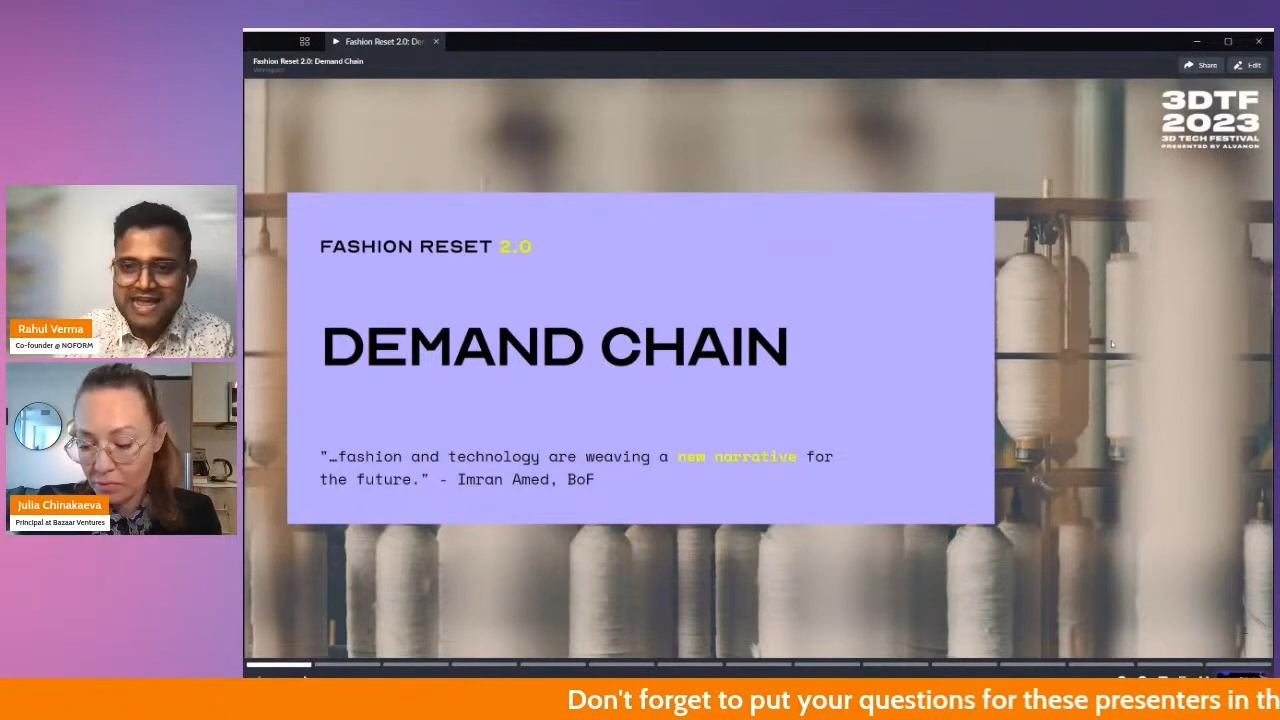 Fashion Reset 2.0: De
Fashion Reset 2.0: Demand Chain
Share
Edit
3DTF
2023
3D TECH FESTIVAL
PRESENTED BY ALVANON
FASHION RESET 2.0
DEMAND CHAIN
"…fashion and technology are weaving a new narrative for
the future." - Imran Amed, BoF
Rahul Verma
Co-founder @ NOFORM
Julia Chinakaeva
Principal at Bazaar Ventures
Don't forget to put your questions for these presenters in th